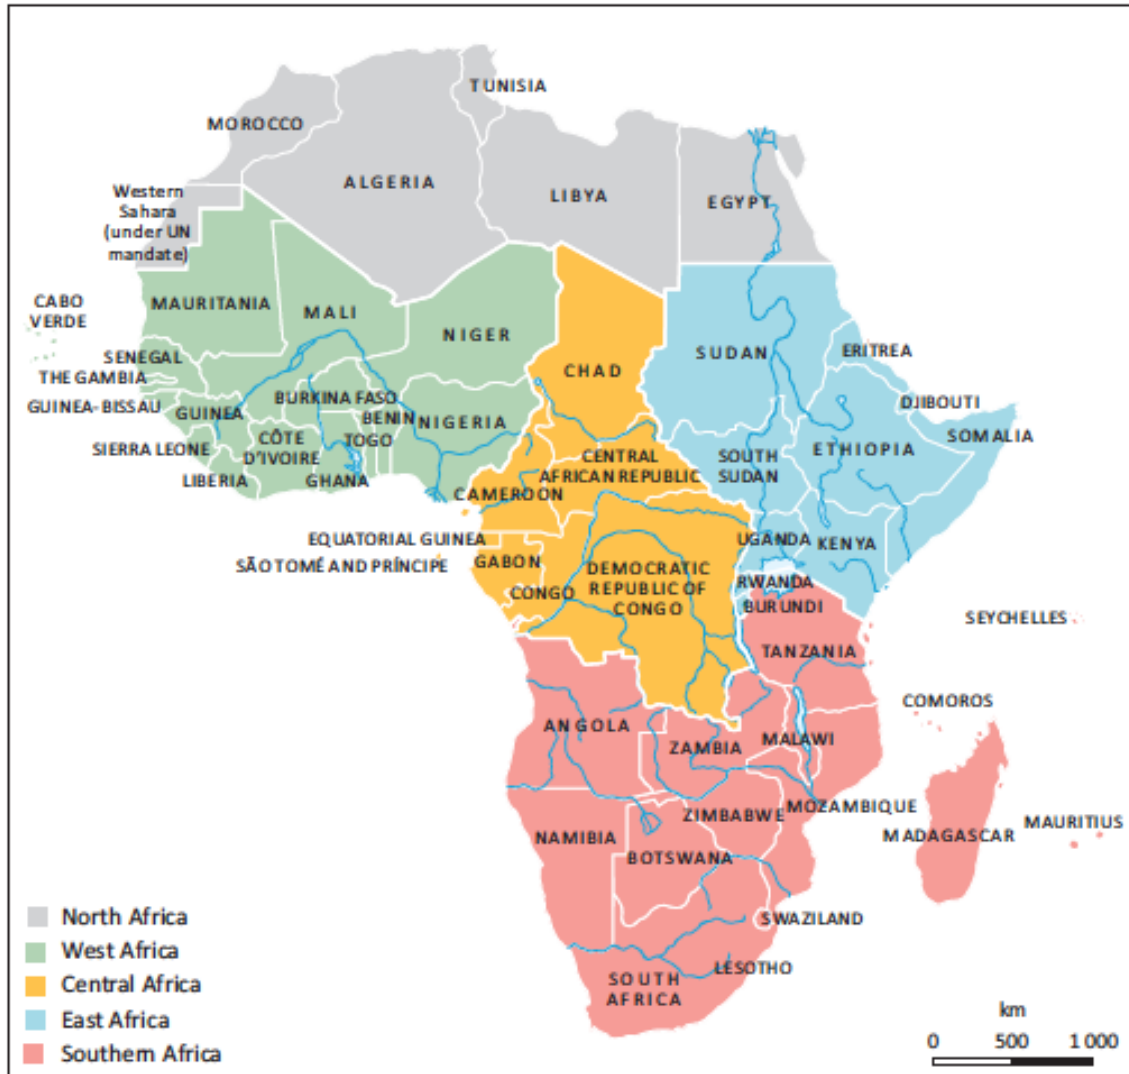 TUNISIA
MOROCCO
ALGERIA
LIBYA
EGYPT
Western
Sahara
(under UN
mandate)
CABO
VERDE
MAURITANIA
MALI
NIGER
CHAD
SUDAN
ERITREA
SENEGAL
THE GAMBIA
GUINEA-BISSAU
GUINEA
BURKINA FASO
BENIN
NIGERIA
DJIBOUTI
SOMALIA
SIERRA LEONE
CÔTE
D'IVOIRE
TOGO
LIBERIA
GHANA
CENTRAL
AFRICAN REPUBLIC
SOUTH
SUDAN
ETHIOPIA
CAMEROON
EQUATORIAL GUINEA
SÃO TOMÉ AND PRÍNCIPE
GABON
CONGO
DEMOCRATIC
REPUBLIC OF
CONGO
UGANDA
KENYA
RWANDA
BURUNDI
TANZANIA
SEYCHELLES
COMOROS
ANGOLA
ZAMBIA
MALAWI
MOZAMBIQUE
ZIMBABWE
MADAGASCAR
MAURITIUS
NAMIBIA
BOTSWANA
SWAZILAND
LESOTHO
SOUTH
AFRICA
North Africa
West Africa
Central Africa
East Africa
Southern Africa
km
0 500 1 000